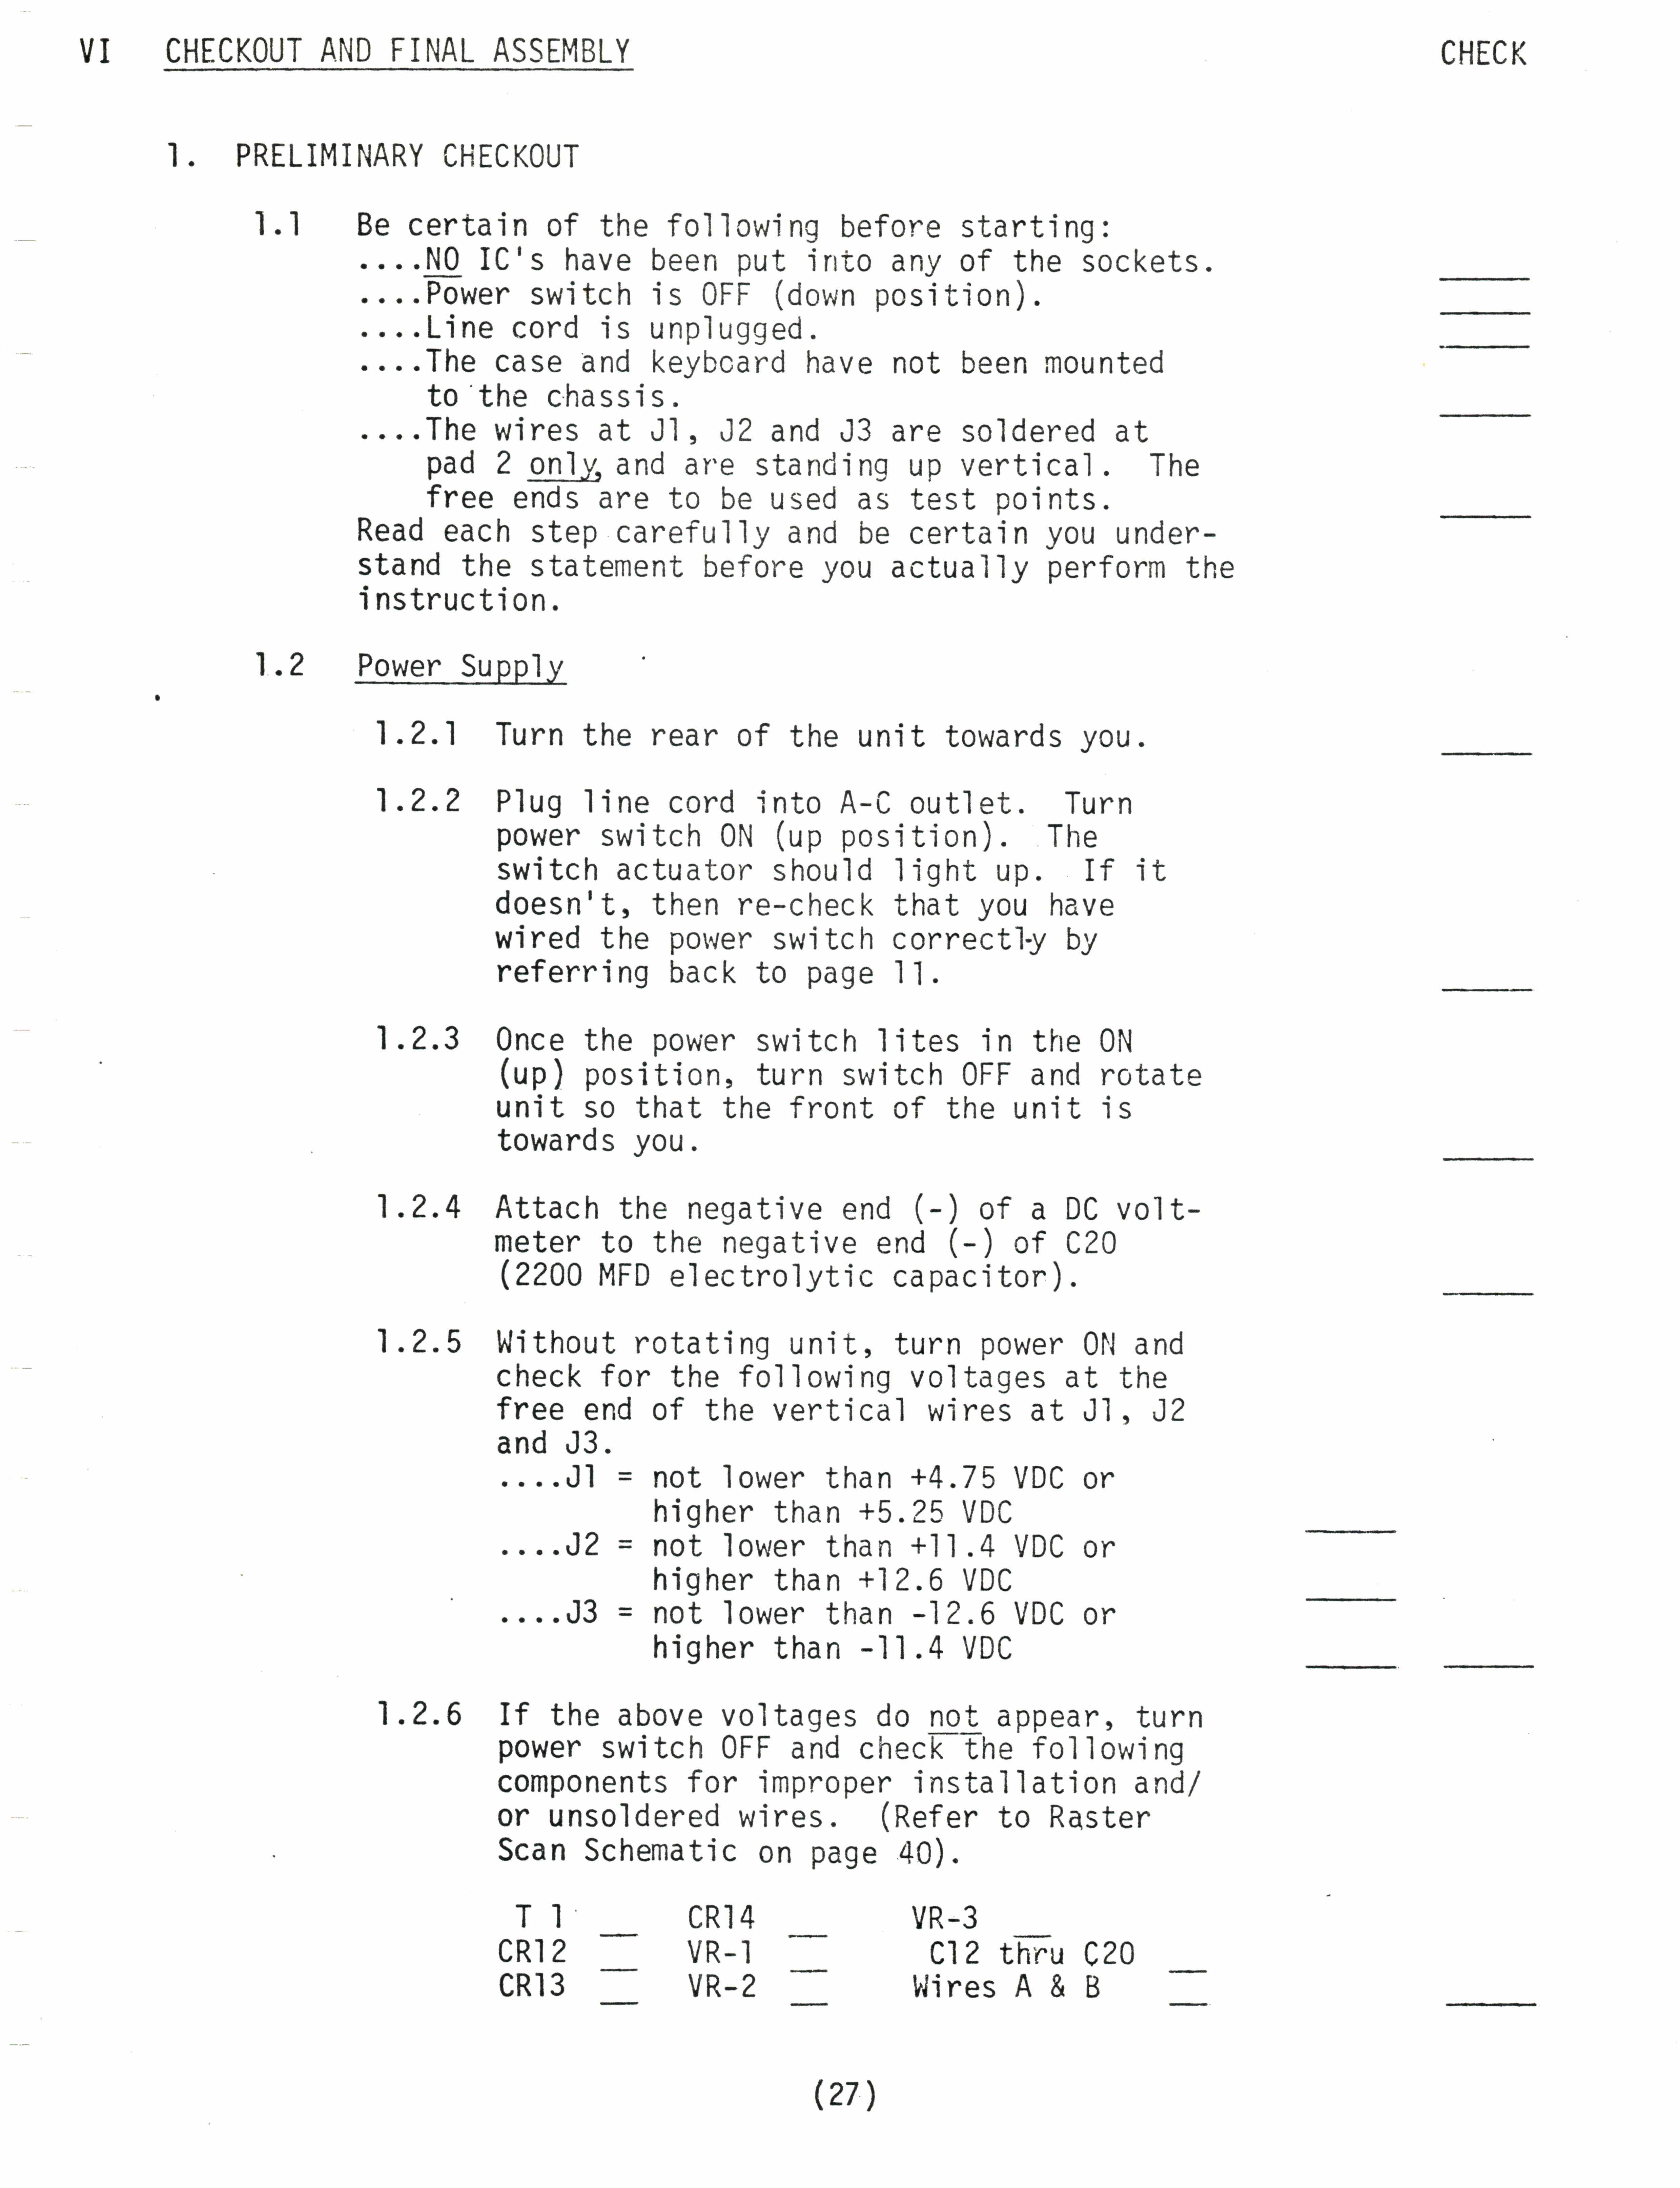 VI CHECKOUT AND FINAL ASSEMBLY CHECK
1. PRELIMINARY CHECKOUT
1.1 Be certain of the following before starting:
....NO IC's have been put into any of the sockets.
....Power switch is OFF (down position).
....Line cord is unplugged.
....The case and keyboard have not been mounted
to the chassis.
....The wires at J1, J2 and J3 are soldered at
pad 2 only, and are standing up vertical. The
free ends are to be used as test points.
Read each step carefully and be certain you under-
stand the statement before you actually perform the
instruction.
1.2 Power Supply
1.2.1 Turn the rear of the unit towards you.
1.2.2 Plug line cord into A-C outlet. Turn
power switch ON (up position). The
switch actuator should light up. If it
doesn't, then re-check that you have
wired the power switch correctly by
referring back to page 11.
1.2.3 Once the power switch lites in the ON
(up) position, turn switch OFF and rotate
unit so that the front of the unit is
towards you.
1.2.4 Attach the negative end (-) of a DC volt-
meter to the negative end (-) of C20
(2200 MFD electrolytic capacitor).
1.2.5 Without rotating unit, turn power ON and
check for the following voltages at the
free end of the vertical wires at J1, J2
and J3.
....J1 = not lower than +4.75 VDC or
higher than +5.25 VDC
....J2 = not lower than +11.4 VDC or
higher than +12.6 VDC
....J3 = not lower than -12.6 VDC or
higher than -11.4 VDC
1.2.6 If the above voltages do not appear, turn
power switch OFF and check the following
components for improper installation and/
or unsoldered wires. (Refer to Raster
Scan Schematic on page 40).
T 1 __ CR14 __ VR-3 __
CR12 __ VR-1 __ C12 thru C20 __
CR13 __ VR-2 __ Wires A & B __
(27)